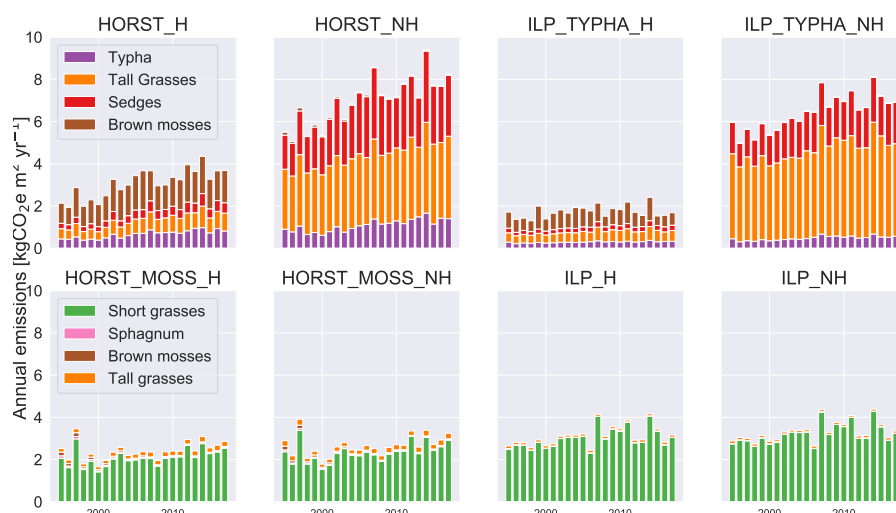 HORST_H HORST_NH ILP_TYPHA_H ILP_TYPHA_NH
10
8
6
4
2
0
Typha
Tall Grasses
Sedges
Brown mosses
Annual emissions [kgCO2e m⁻² yr⁻¹]
HORST_MOSS_H HORST_MOSS_NH ILP_H ILP_NH
10
8
6
4
2
0
Short grasses
Sphagnum
Brown mosses
Tall grasses
2000 2010 2000 2010 2000 2010 2000 2010